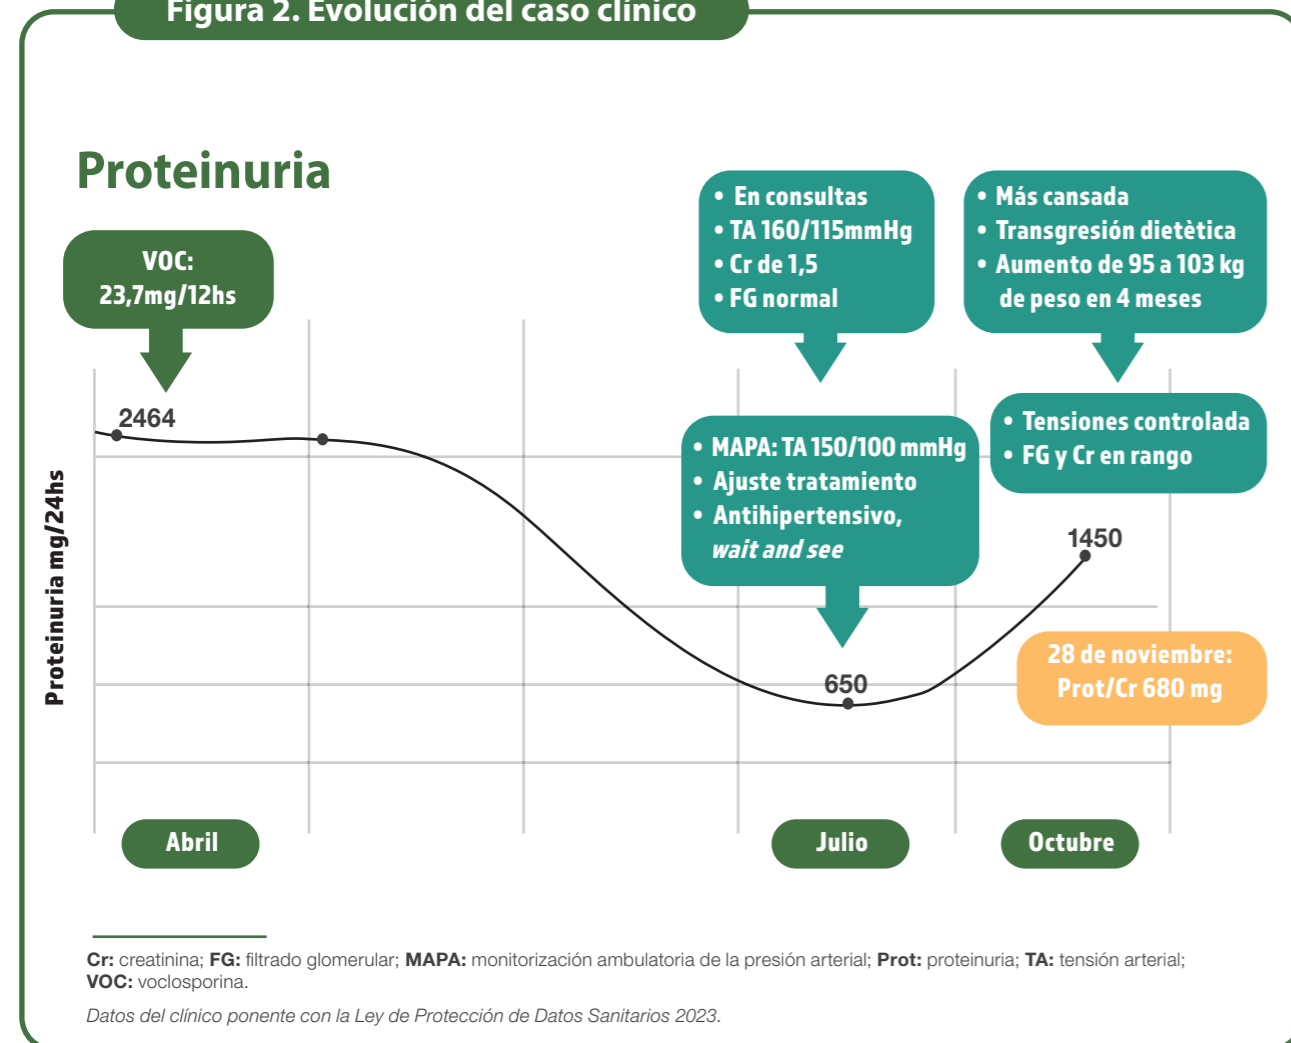 Figura 2. Evolución del caso clínico
Proteinuria
VOC:
23,7mg/12hs
• En consultas
• TA 160/115mmHg
• Cr de 1,5
• FG normal
• Más cansada
• Transgresión dietètica
• Aumento de 95 a 103 kg
de peso en 4 meses
2464
• MAPA: TA 150/100 mmHg
• Ajuste tratamiento
• Antihipertensivo,
wait and see
• Tensiones controlada
• FG y Cr en rango
Proteinuria mg/24hs
1450
650
28 de noviembre:
Prot/Cr 680 mg
Abril
Julio
Octubre
Cr: creatinina; FG: filtrado glomerular; MAPA: monitorización ambulatoria de la presión arterial; Prot: proteinuria; TA: tensión arterial;
VOC: voclosporina.
Datos del clínico ponente con la Ley de Protección de Datos Sanitarios 2023.